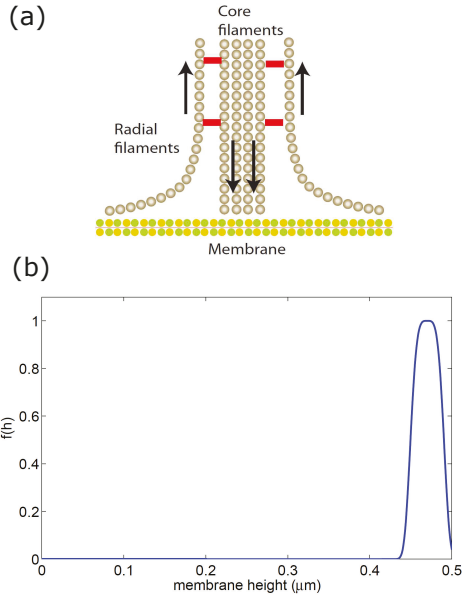 (a)
Core
filaments
Radial
filaments
Membrane
(b)
1
0.8
0.6
0.4
0.2
0
f(h)
0 0.1 0.2 0.3 0.4 0.5
membrane height (μm)